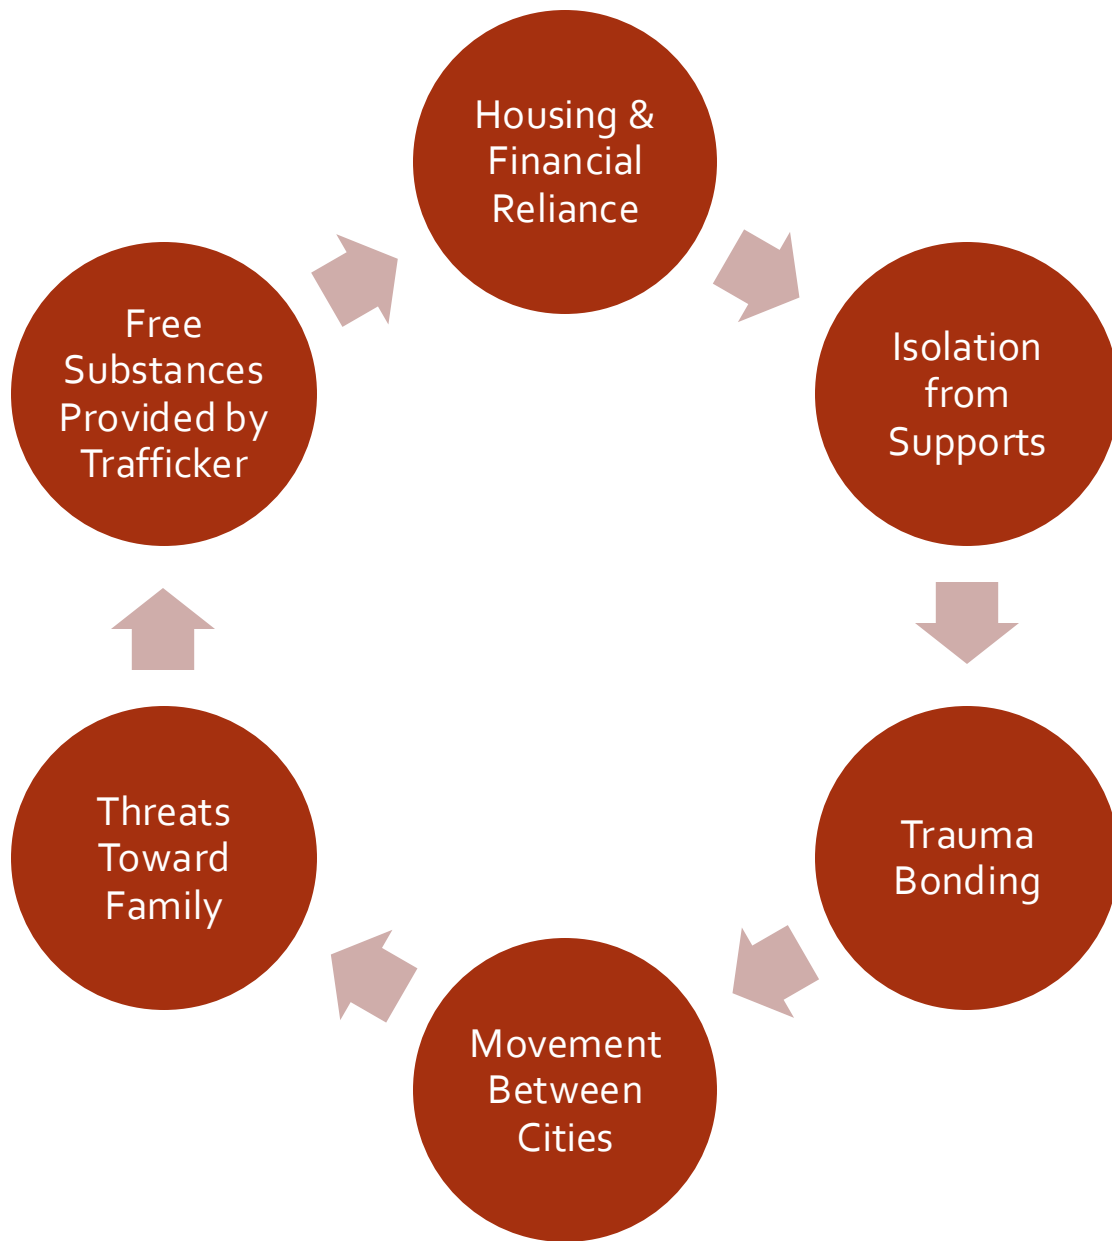 Housing &
Financial
Reliance
Isolation
from
Supports
Trauma
Bonding
Movement
Between
Cities
Threats
Toward
Family
Free
Substances
Provided by
Trafficker